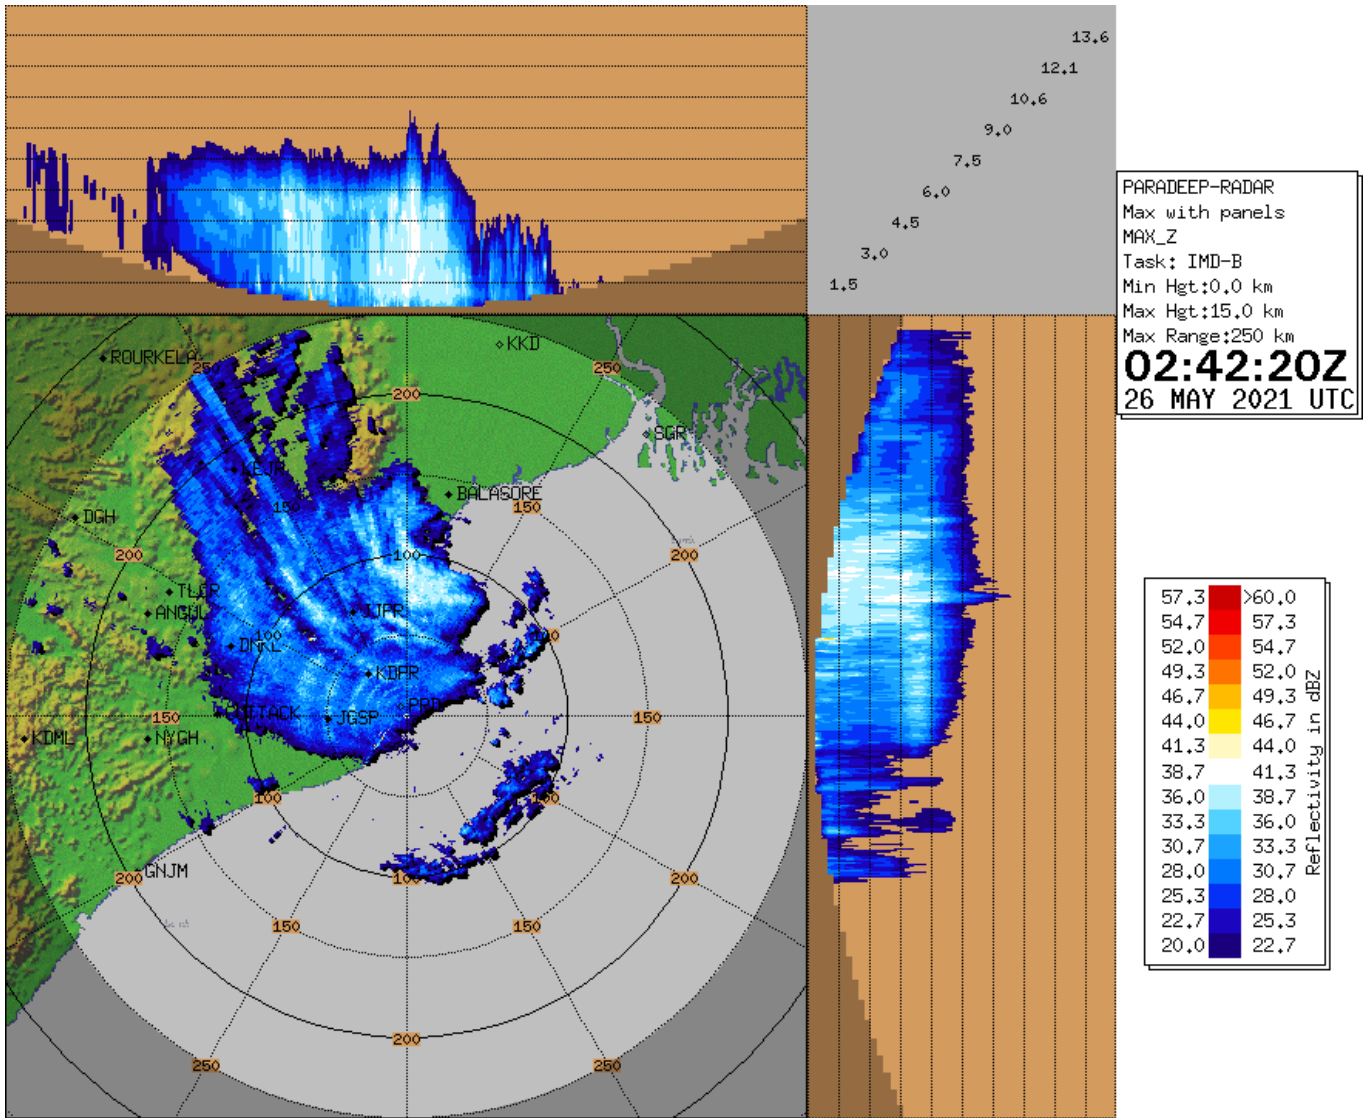 13.6
12.1
10.6
9.0
7.5
6.0
4.5
3.0
1.5
PARADEEP-RADAR
Max with panels
MAX_Z
Task: IMD-B
Min Hgt:0.0 km
Max Hgt:15.0 km
Max Range:250 km
02:42:20Z
26 MAY 2021 UTC
ROURKELA
250
KKD
250
200
SGR
KEJR
BALASORE
150
150
DGH
200
100
200
TLCR
ANGUL
JJPR
100
100
DNKL
KDPR
PRD
CUTTACK
150
JGSP
150
KDML
NYGH
100
100
GNJM
200
100
200
150
150
200
250
250
57.3 >60.0
54.7 57.3
52.0 54.7
49.3 52.0
46.7 49.3
44.0 46.7
41.3 44.0
38.7 41.3
36.0 38.7
33.3 36.0
30.7 33.3
28.0 30.7
25.3 28.0
22.7 25.3
20.0 22.7
Reflectivity in dBZ